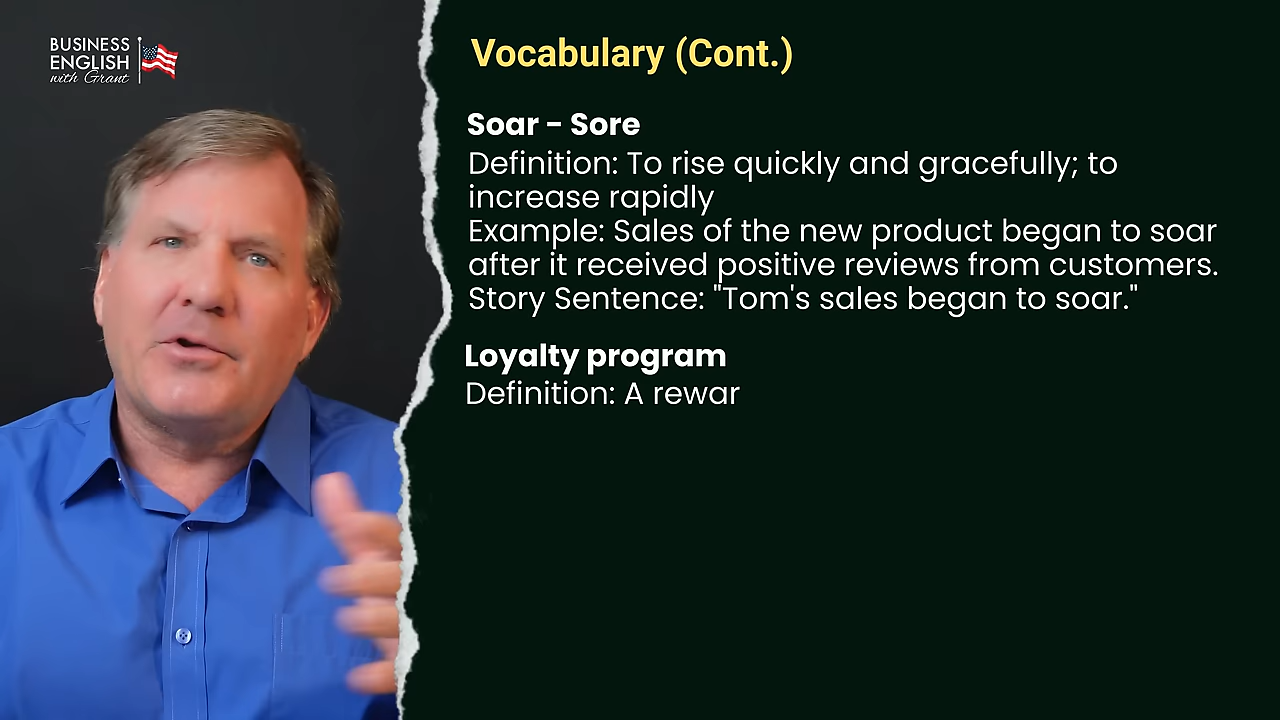 BUSINESS
ENGLISH
with Grant
Vocabulary (Cont.)
Soar - Sore
Definition: To rise quickly and gracefully; to
increase rapidly
Example: Sales of the new product began to soar
after it received positive reviews from customers.
Story Sentence: "Tom's sales began to soar."
Loyalty program
Definition: A rewar